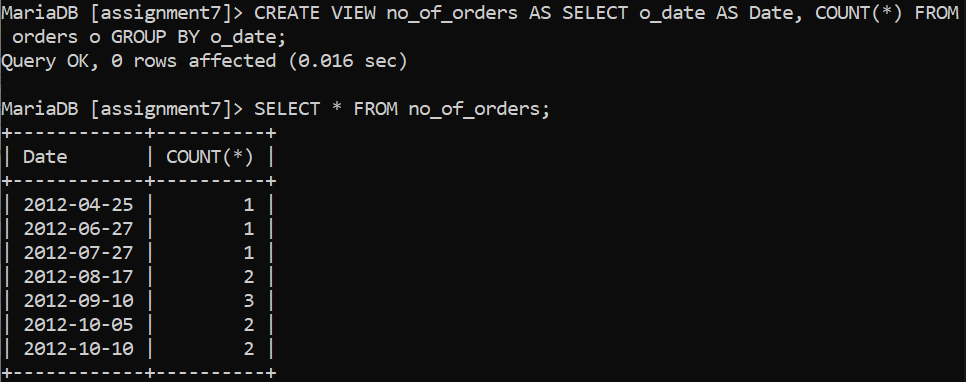 MariaDB [assignment7]> CREATE VIEW no_of_orders AS SELECT o_date AS Date, COUNT(*) FROM
 orders o GROUP BY o_date;
Query OK, 0 rows affected (0.016 sec)

MariaDB [assignment7]> SELECT * FROM no_of_orders;
+------------+----------+
| Date       | COUNT(*) |
+------------+----------+
| 2012-04-25 |        1 |
| 2012-06-27 |        1 |
| 2012-07-27 |        1 |
| 2012-08-17 |        2 |
| 2012-09-10 |        3 |
| 2012-10-05 |        2 |
| 2012-10-10 |        2 |
+------------+----------+